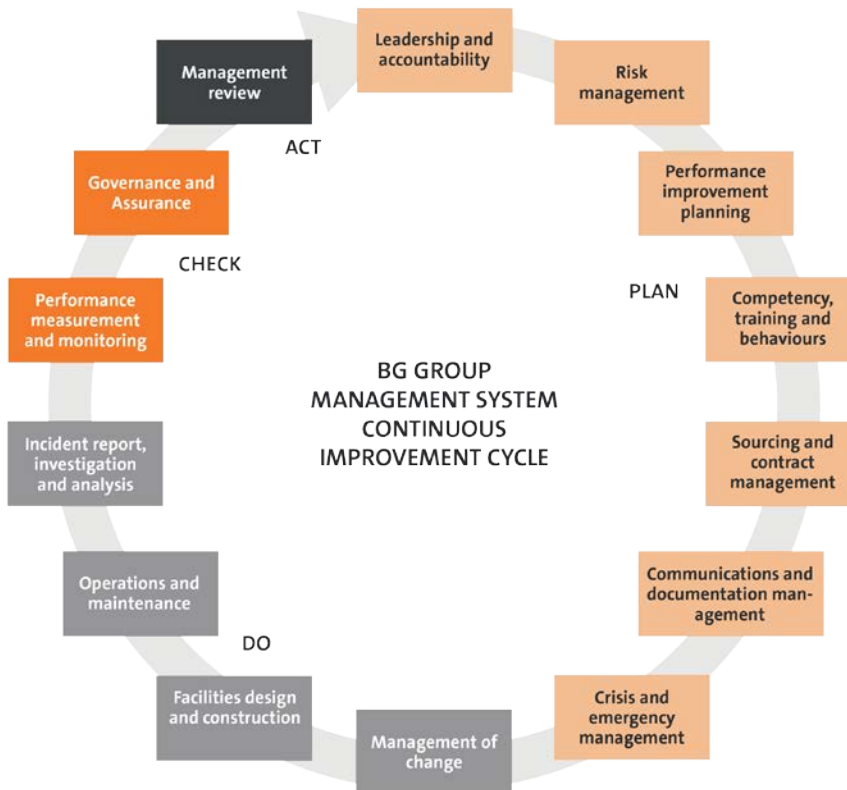 Leadership and
accountability
Risk
management
Performance
improvement
planning
PLAN
Competency,
training and
behaviours
Sourcing and
contract
management
Communications and
documentation man-
agement
Crisis and
emergency
management
Management of
change
Facilities design
and construction
DO
Operations and
maintenance
Incident report,
investigation
and analysis
Performance
measurement
and monitoring
CHECK
Governance and
Assurance
Management
review
ACT
BG GROUP
MANAGEMENT SYSTEM
CONTINUOUS
IMPROVEMENT CYCLE